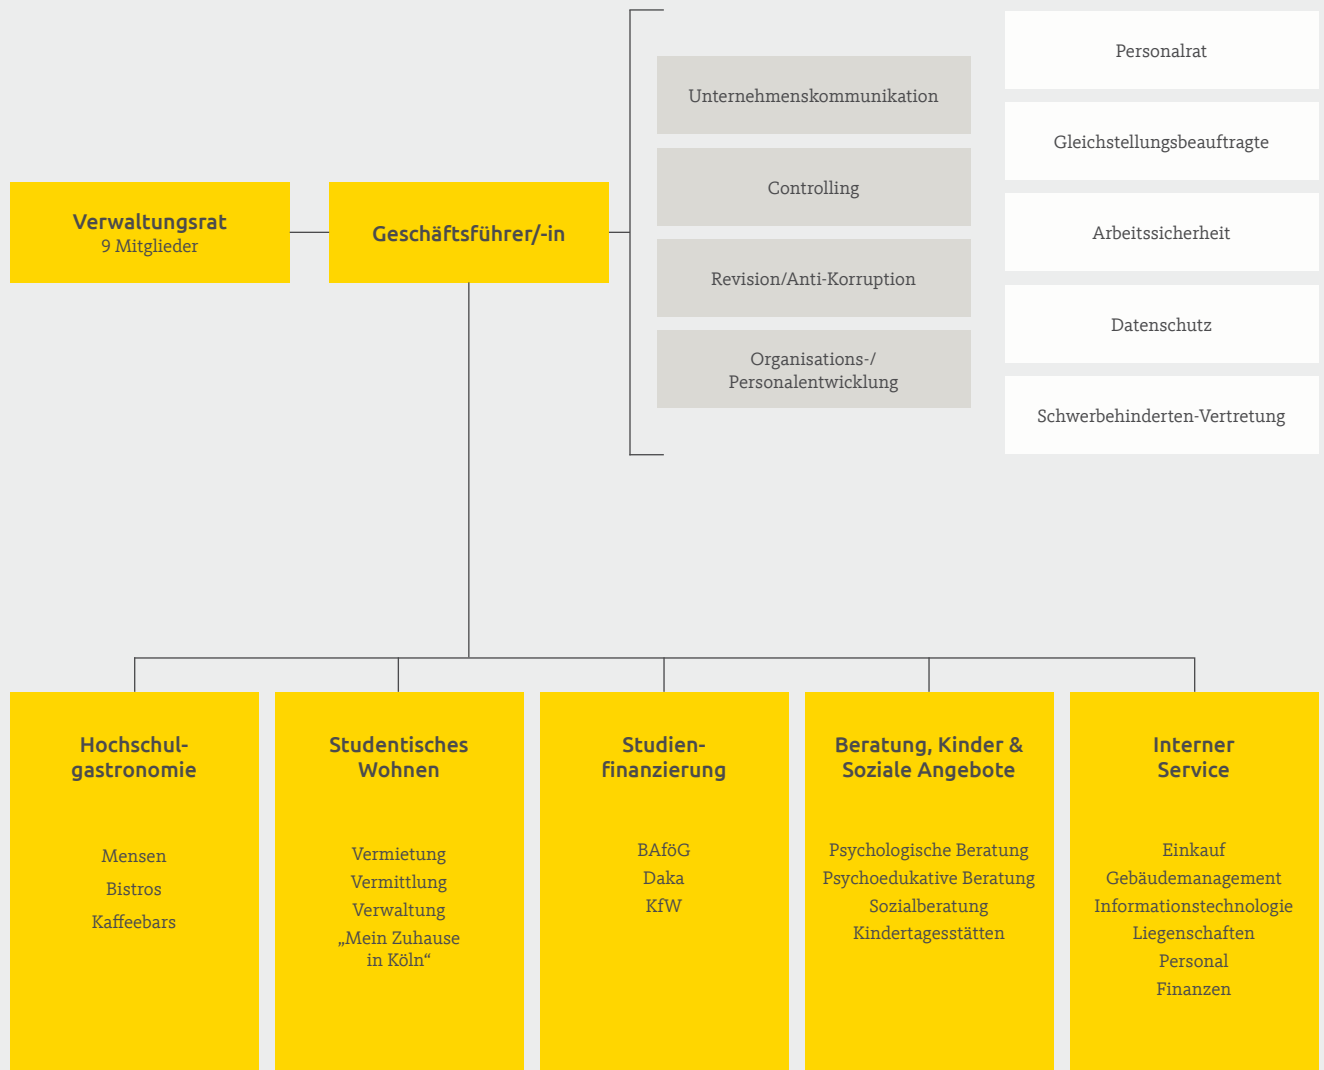 Verwaltungsrat
9 Mitglieder
Geschäftsführer/-in
Unternehmenskommunikation
Controlling
Revision/Anti-Korruption
Organisations-/
Personalentwicklung
Personalrat
Gleichstellungsbeauftragte
Arbeitssicherheit
Datenschutz
Schwerbehinderten-Vertretung
Hochschul-
gastronomie
Mensen
Bistros
Kaffeebars
Studentisches
Wohnen
Vermietung
Vermittlung
Verwaltung
„Mein Zuhause
in Köln“
Studien-
finanzierung
BAföG
Daka
KfW
Beratung, Kinder &
Soziale Angebote
Psychologische Beratung
Psychoedukative Beratung
Sozialberatung
Kindertagesstätten
Interner
Service
Einkauf
Gebäudemanagement
Informationstechnologie
Liegenschaften
Personal
Finanzen